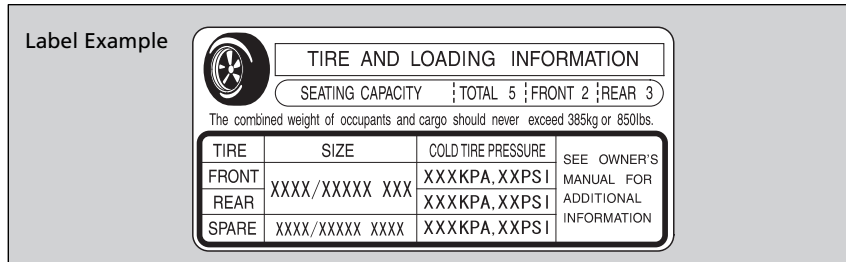 Label Example
TIRE AND LOADING INFORMATION
SEATING CAPACITY TOTAL 5 FRONT 2 REAR 3
The combined weight of occupants and cargo should never exceed 385kg or 850lbs.
TIRE SIZE COLD TIRE PRESSURE
FRONT XXXX/XXXXX XXX XXXKPA,XXPSI
REAR XXXKPA,XXPSI
SPARE XXXX/XXXXX XXXX XXXKPA,XXPSI
SEE OWNER'S
MANUAL FOR
ADDITIONAL
INFORMATION